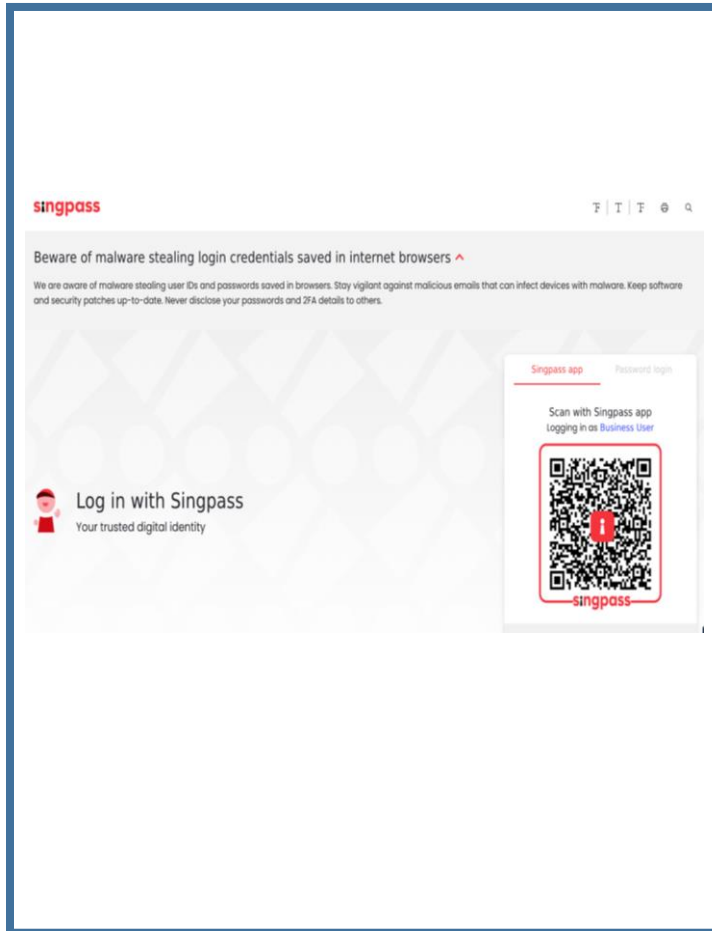 singpass
T T T
Beware of malware stealing login credentials saved in internet browsers
We are aware of malware stealing user IDs and passwords saved in browsers. Stay vigilant against malicious emails that can infect devices with malware. Keep software
and security patches up-to-date. Never disclose your passwords and 2FA details to others.
Singpass app Password login
Scan with Singpass app
Logging in as Business User
Log in with Singpass
Your trusted digital identity
singpass